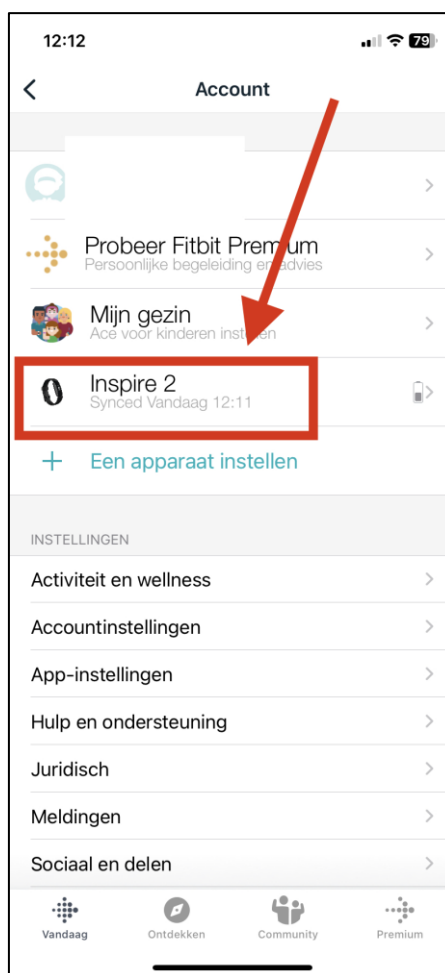 12:12
79
Account
Probeer Fitbit Premium
Persoonlijke begeleiding en advies
Mijn gezin
Ace voor kinderen instellen
Inspire 2
Synced Vandaag 12:11
+ Een apparaat instellen
INSTELLINGEN
Activiteit en wellness
Accountinstellingen
App-instellingen
Hulp en ondersteuning
Juridisch
Meldingen
Sociaal en delen
Vandaag Ontdekken Community Premium